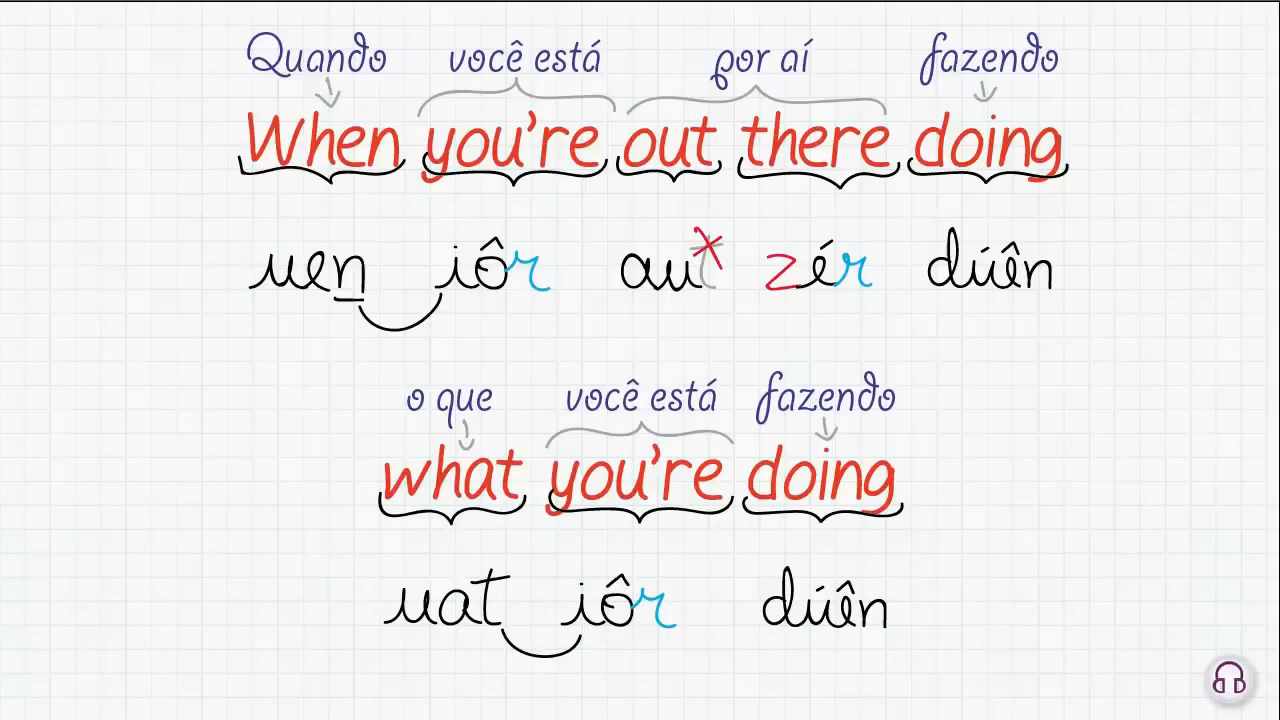 Quando você está por aí fazendo
When you're out there doing
uen iôr aut zér dúên
o que você está fazendo
what you're doing
uat iôr dúên